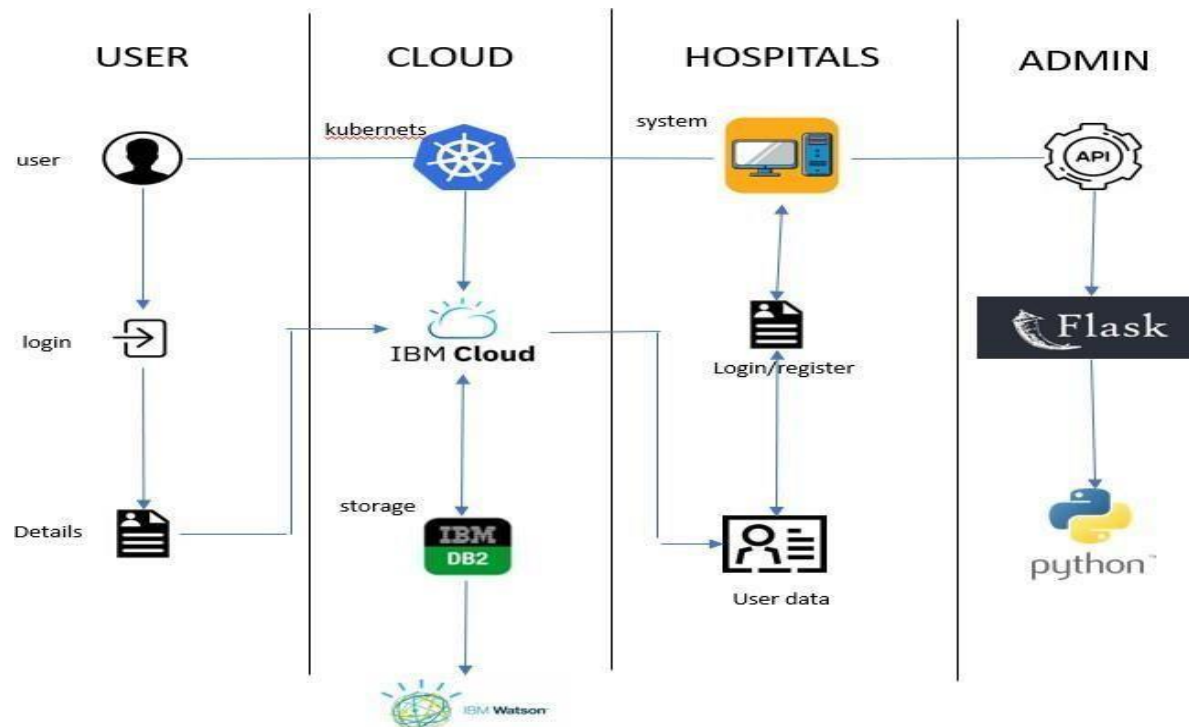 USER
CLOUD
HOSPITALS
ADMIN
kubernets
system
user
API
login
IBM Cloud
Login/register
Flask
Details
storage
IBM
DB2
User data
python™
IBM Watson